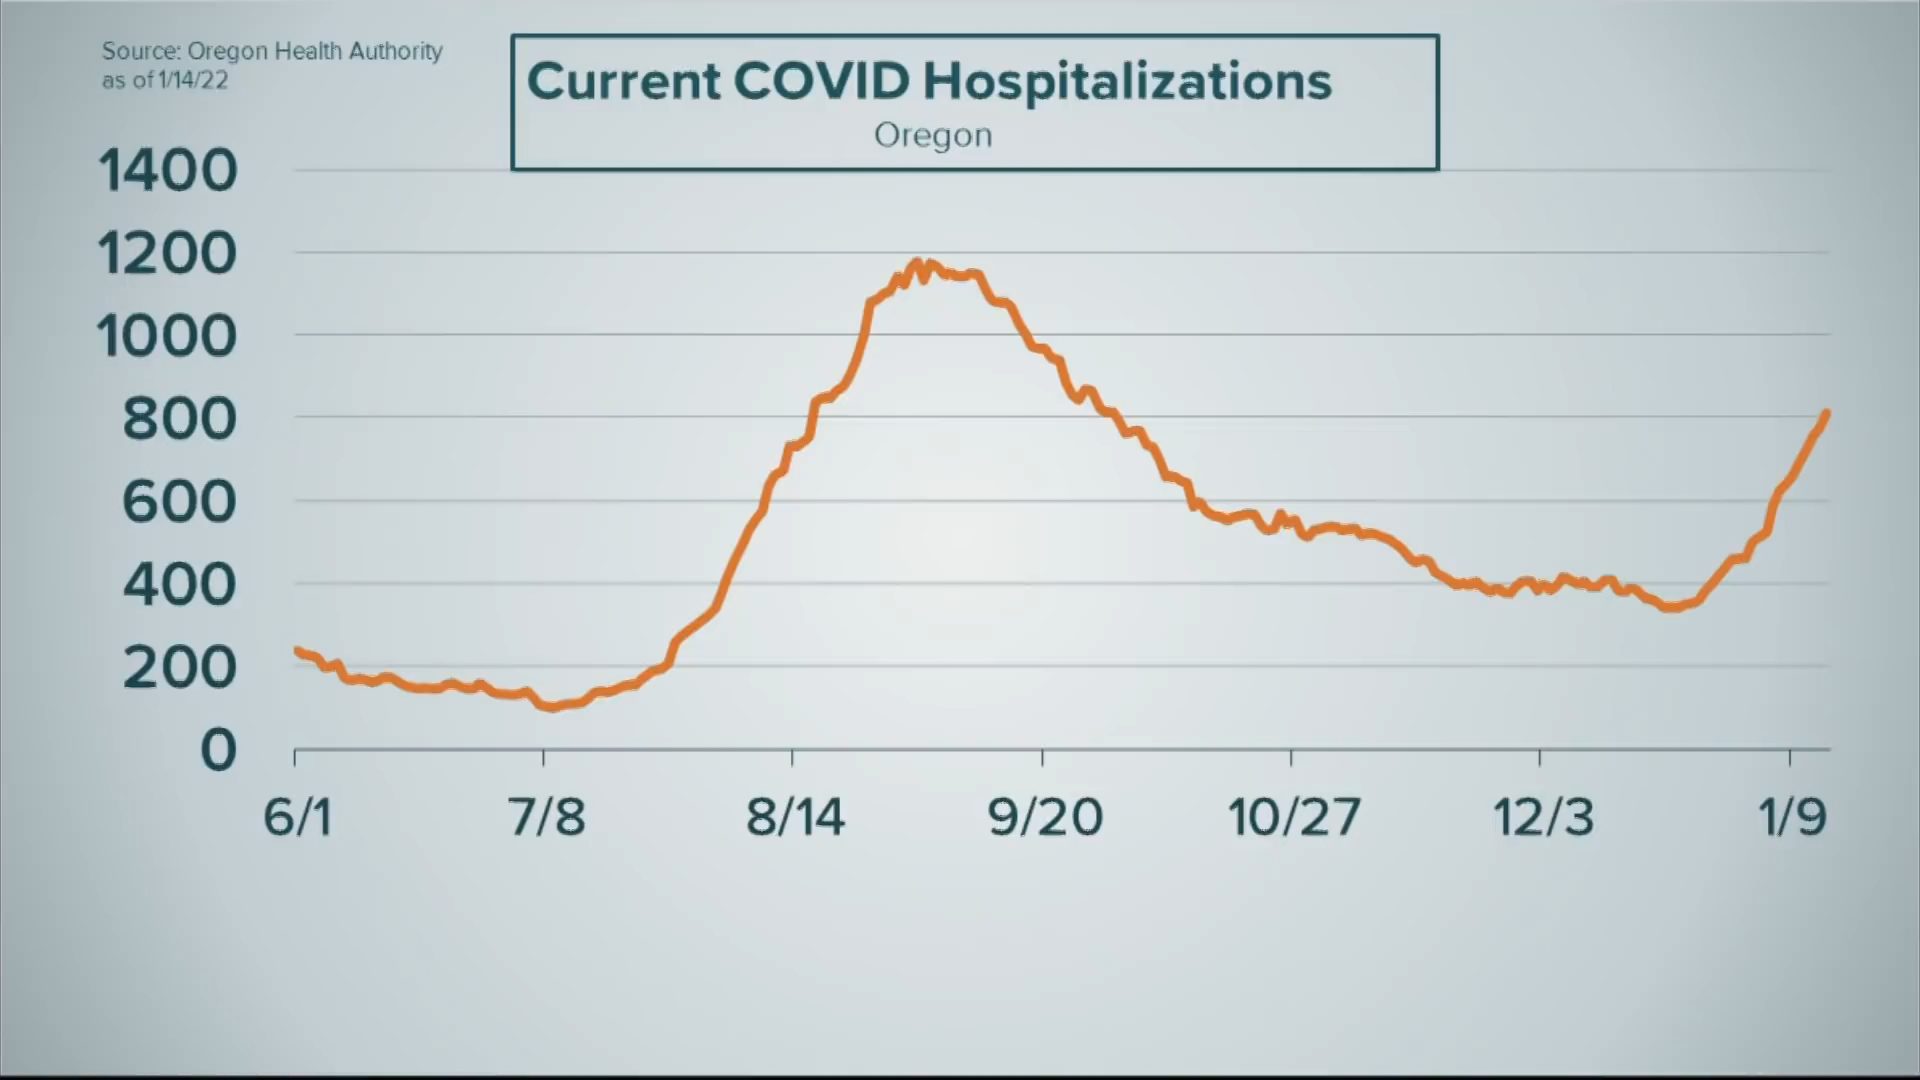 Source: Oregon Health Authority
as of 1/14/22
Current COVID Hospitalizations
Oregon
1400
1200
1000
800
600
400
200
0
6/1 7/8 8/14 9/20 10/27 12/3 1/9